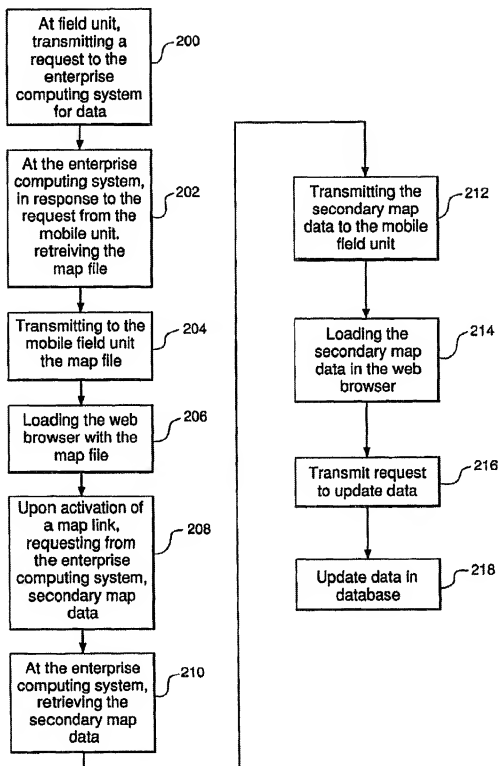 At field unit,
transmitting a
request to the
enterprise
computing system
for data
200
At the enterprise
computing system,
in response to the
request from the
mobile unit,
retreiving the
map file
202
Transmitting to the
mobile field unit
the map file
204
Loading the web
browser with the
map file
206
Upon activation of
a map link,
requesting from
the enterprise
computing system,
secondary map
data
208
At the enterprise
computing system,
retrieving the
secondary map
data
210
Transmitting the
secondary map
data to the mobile
field unit
212
Loading the
secondary map
data in the web
browser
214
Transmit request
to update data
216
Update data in
database
218